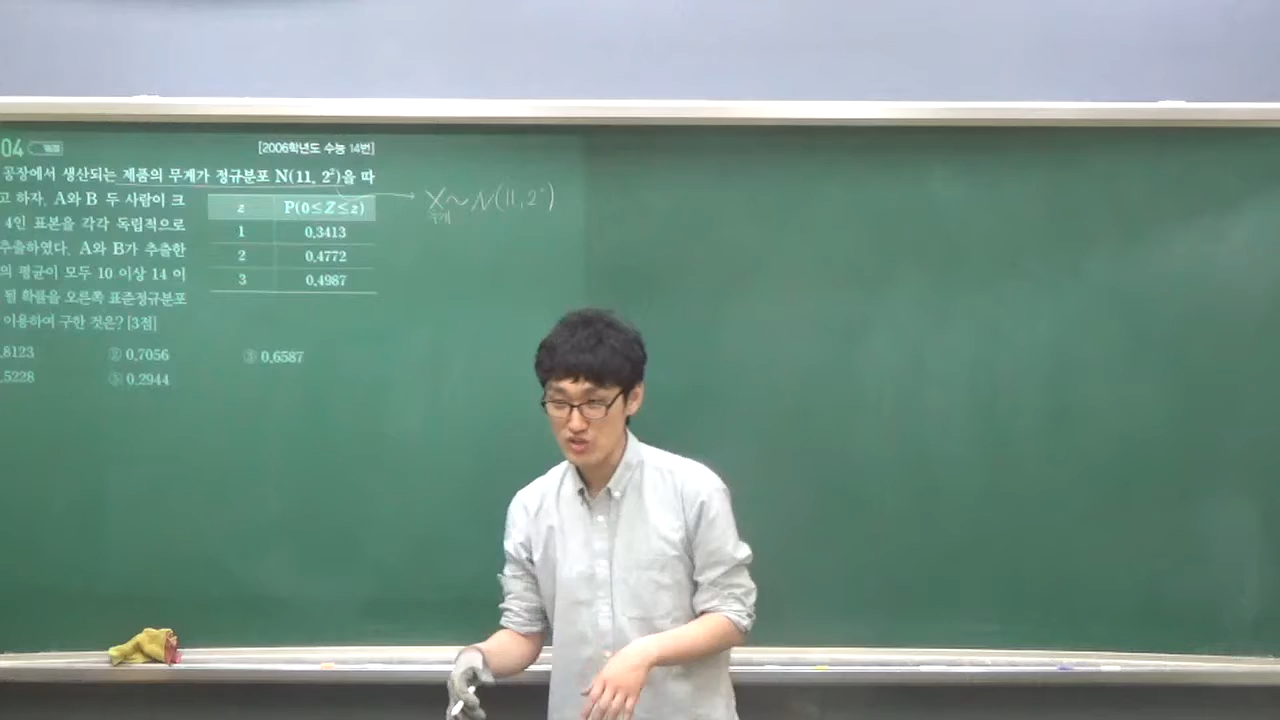 04
[2006학년도 수능 14번]
공장에서 생산되는 제품의 무게가 정규분포 N(11, 2²)을 따
고 하자. A와 B 두 사람이 크
4인 표본을 각각 독립적으로
추출하였다. A와 B가 추출한
의 평균이 모두 10 이상 14 이
될 확률을 오른쪽 표준정규분포
이용하여 구한 것은? [3점]
z P(0≤Z≤z)
1 0.3413
2 0.4772
3 0.4987
.8123 ② 0.7056 ③ 0.6587
.5228 ⑤ 0.2944
X~N(11, 2²)
무게